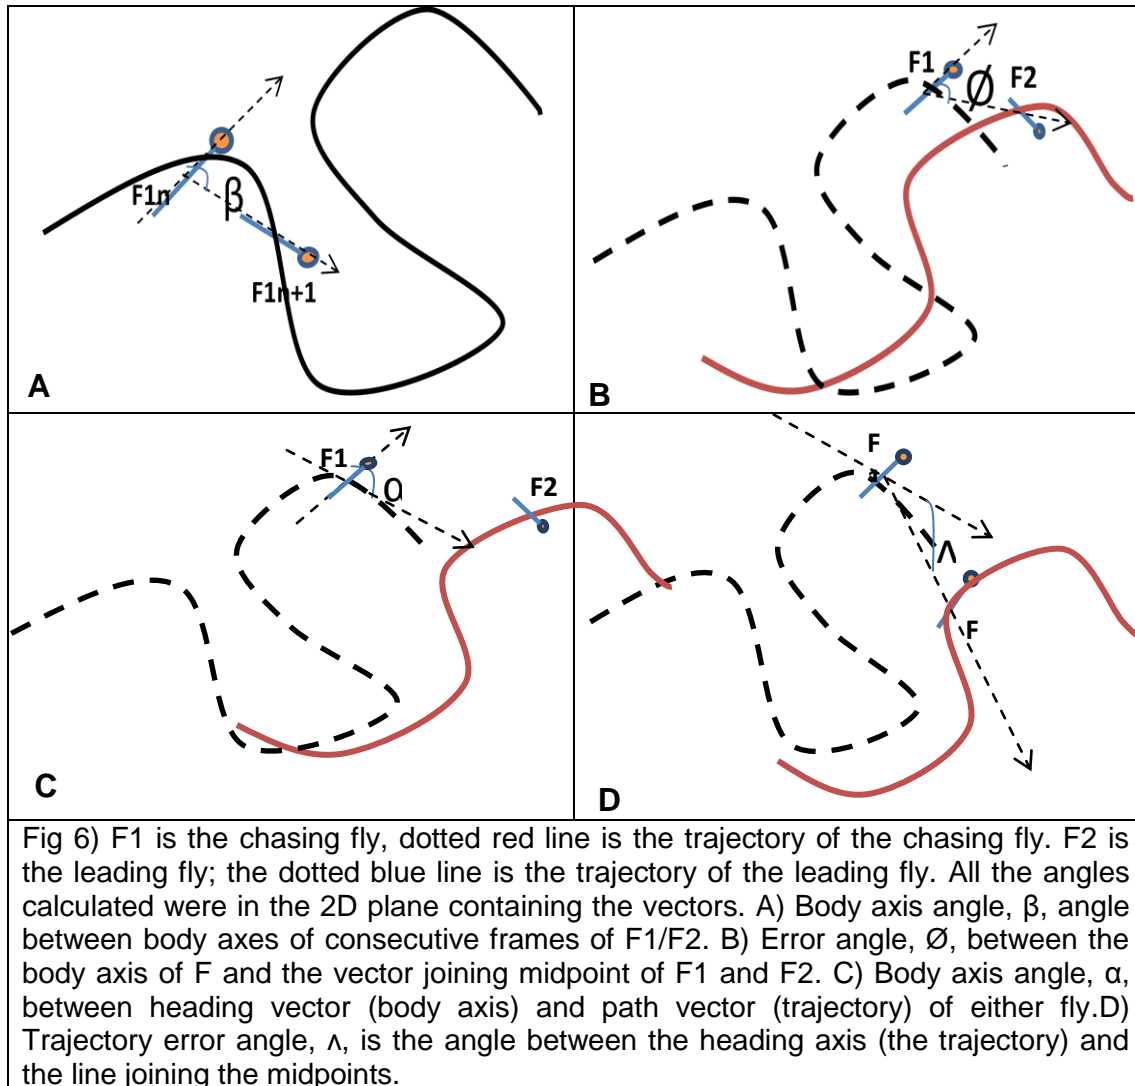 F1n
β
F1n+1
A
F1
Ø
F2
B
F1
α
F2
C
F
ʌ
F
D
Fig 6) F1 is the chasing fly, dotted red line is the trajectory of the chasing fly. F2 is
the leading fly; the dotted blue line is the trajectory of the leading fly. All the angles
calculated were in the 2D plane containing the vectors. A) Body axis angle, β, angle
between body axes of consecutive frames of F1/F2. B) Error angle, Ø, between the
body axis of F and the vector joining midpoint of F1 and F2. C) Body axis angle, α,
between heading vector (body axis) and path vector (trajectory) of either fly.D)
Trajectory error angle, ʌ, is the angle between the heading axis (the trajectory) and
the line joining the midpoints.